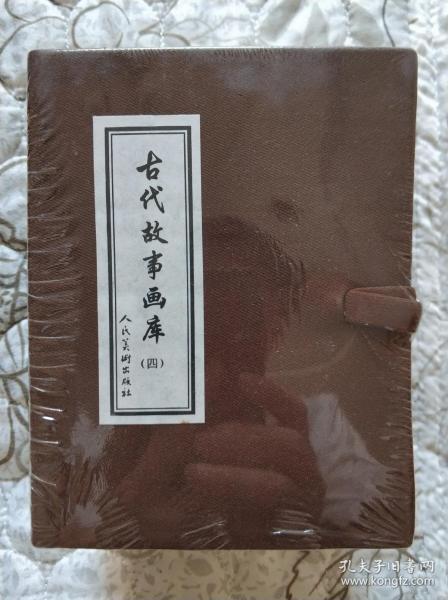 古代故事画库
(四)
人民美術出版社
孔夫子旧书网
www.kongfz.com